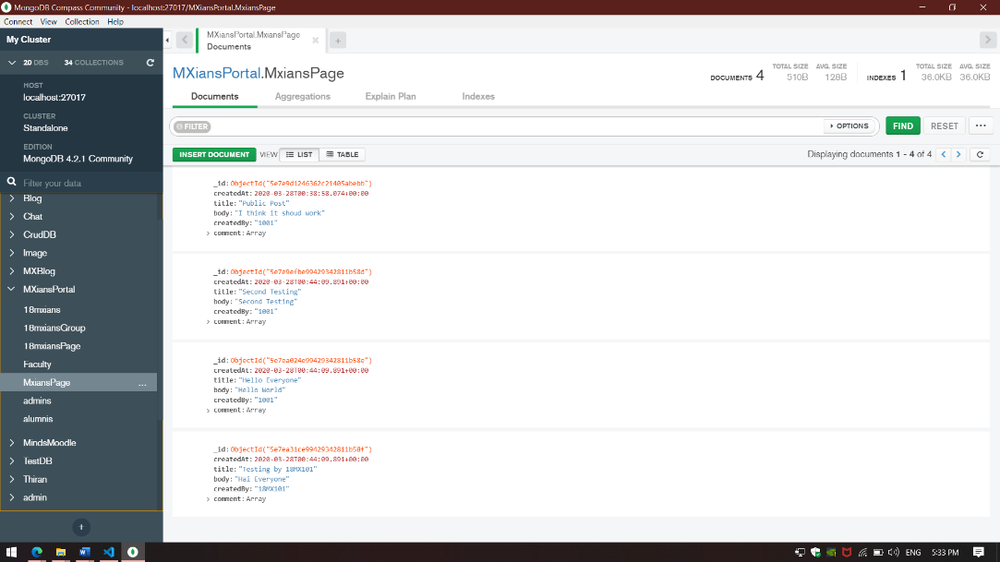 MongoDB Compass Community - localhost:27017/MXiansPortal.MxiansPage
Connect View Collection Help
My Cluster
20 DBS 34 COLLECTIONS
HOST
localhost:27017
CLUSTER
Standalone
EDITION
MongoDB 4.2.1 Community
Filter your data
Blog
Chat
CrudDB
Image
MXBlog
MXiansPortal
18mxians
18mxiansGroup
18mxiansPage
Faculty
MxiansPage ...
admins
alumnis
MindsMoodle
TestDB
Thiran
admin
+
MXiansPortal.MxiansPage
Documents
+
MXiansPortal.MxiansPage
DOCUMENTS 4 TOTAL SIZE 510B AVG. SIZE 128B INDEXES 1 TOTAL SIZE 36.0KB AVG. SIZE 36.0KB
Documents Aggregations Explain Plan Indexes
FILTER OPTIONS FIND RESET ...
INSERT DOCUMENT VIEW LIST TABLE Displaying documents 1 - 4 of 4
_id: ObjectId("5e7e9d1246302c21405abebb")
createdAt: 2020-03-28T00:38:58.074+00:00
title: "Public Post"
body: "I think it shoud work"
createdBy: "1001"
comment: Array
_id: ObjectId("5e7e9efbe99429342811b58d")
createdAt: 2020-03-28T00:44:09.891+00:00
title: "Second Testing"
body: "Second Testing"
createdBy: "1001"
comment: Array
_id: ObjectId("5e7ea024e99429342811b58e")
createdAt: 2020-03-28T00:44:09.891+00:00
title: "Hello Everyone"
body: "Hello World"
createdBy: "1001"
comment: Array
_id: ObjectId("5e7ea31ce99429342811b58f")
createdAt: 2020-03-28T00:44:09.891+00:00
title: "Testing by 18MX101"
body: "Hai Everyone"
createdBy: "18MX101"
comment: Array
ENG 5:33 PM